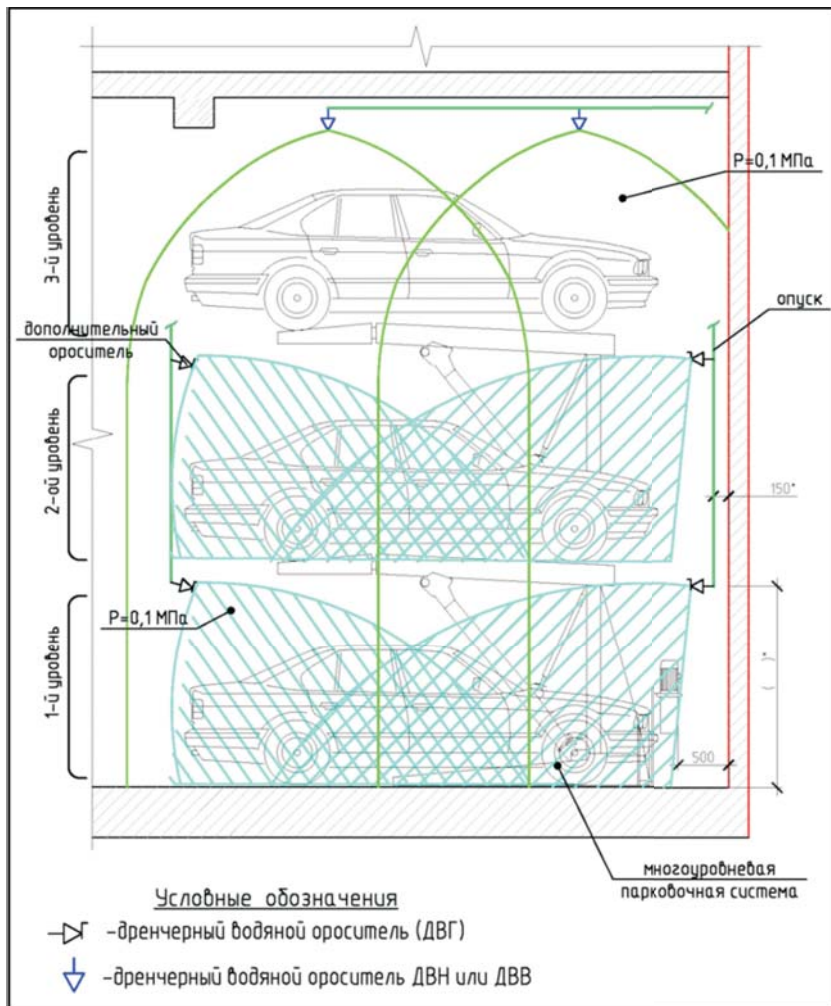 P=0,1 МПа
3-й уровень
опуск
дополнительный
ороситель
2-ой уровень
150*
P=0,1 МПа
1-й уровень
( )*
500
многоуровневая
парковочная система
Условные обозначения
-дренчерный водяной ороситель (ДВГ)
-дренчерный водяной ороситель ДВН или ДВВ